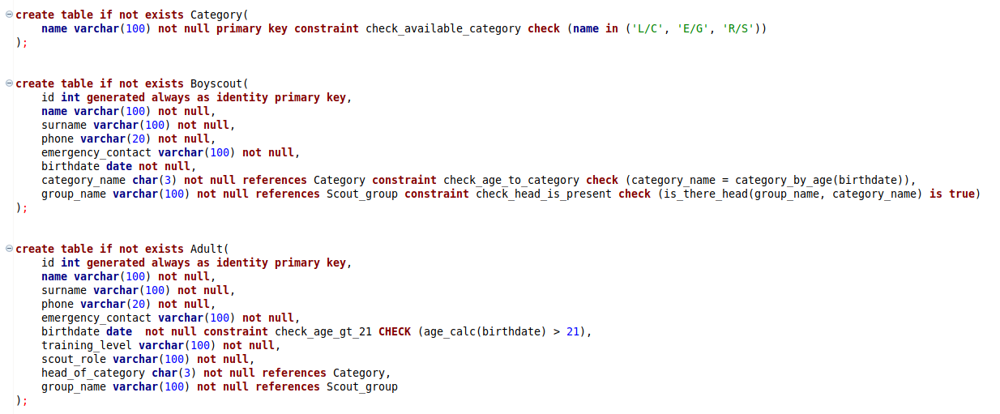 create table if not exists Category(
    name varchar(100) not null primary key constraint check_available_category check (name in ('L/C', 'E/G', 'R/S'))
);
create table if not exists Boyscout(
    id int generated always as identity primary key,
    name varchar(100) not null,
    surname varchar(100) not null,
    phone varchar(20) not null,
    emergency_contact varchar(100) not null,
    birthdate date not null,
    category_name char(3) not null references Category constraint check_age_to_category check (category_name = category_by_age(birthdate)),
    group_name varchar(100) not null references Scout_group constraint check_head_is_present check (is_there_head(group_name, category_name) is true)
);
create table if not exists Adult(
    id int generated always as identity primary key,
    name varchar(100) not null,
    surname varchar(100) not null,
    phone varchar(20) not null,
    emergency_contact varchar(100) not null,
    birthdate date  not null constraint check_age_gt_21 CHECK (age_calc(birthdate) > 21),
    training_level varchar(100) not null,
    scout_role varchar(100) not null,
    head_of_category char(3) not null references Category,
    group_name varchar(100) not null references Scout_group
);